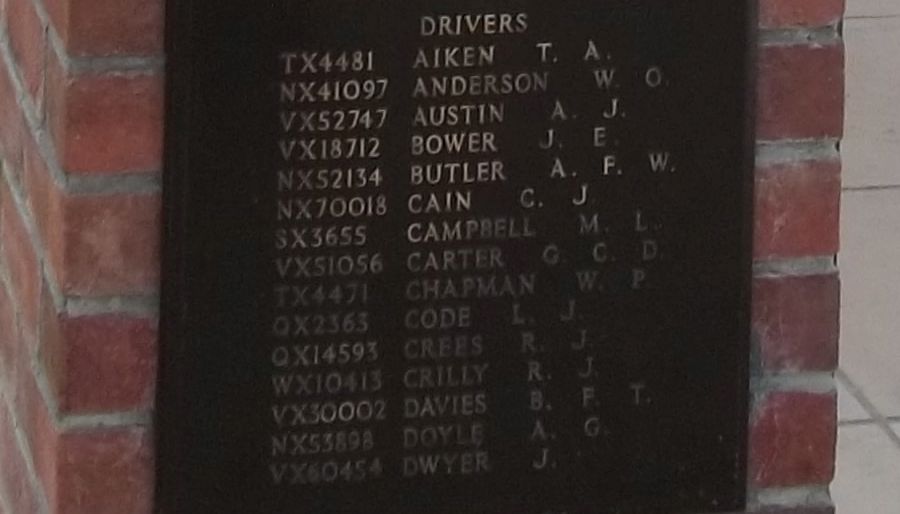 DRIVERS
TX4481 AIKEN T. A.
NX41097 ANDERSON W. O.
VX52747 AUSTIN A. J.
VX18712 BOWER J. E.
NX52134 BUTLER A. F. W.
NX70018 CAIN C. J.
SX3655 CAMPBELL M. L.
VX51056 CARTER G. C. D.
TX4471 CHAPMAN W. P.
QX2363 CODE L. J.
QX14593 CREES R. J.
WX10413 CRILLY R. J.
VX30002 DAVIES B. F. T.
NX53898 DOYLE A. G.
VX60454 DWYER J.